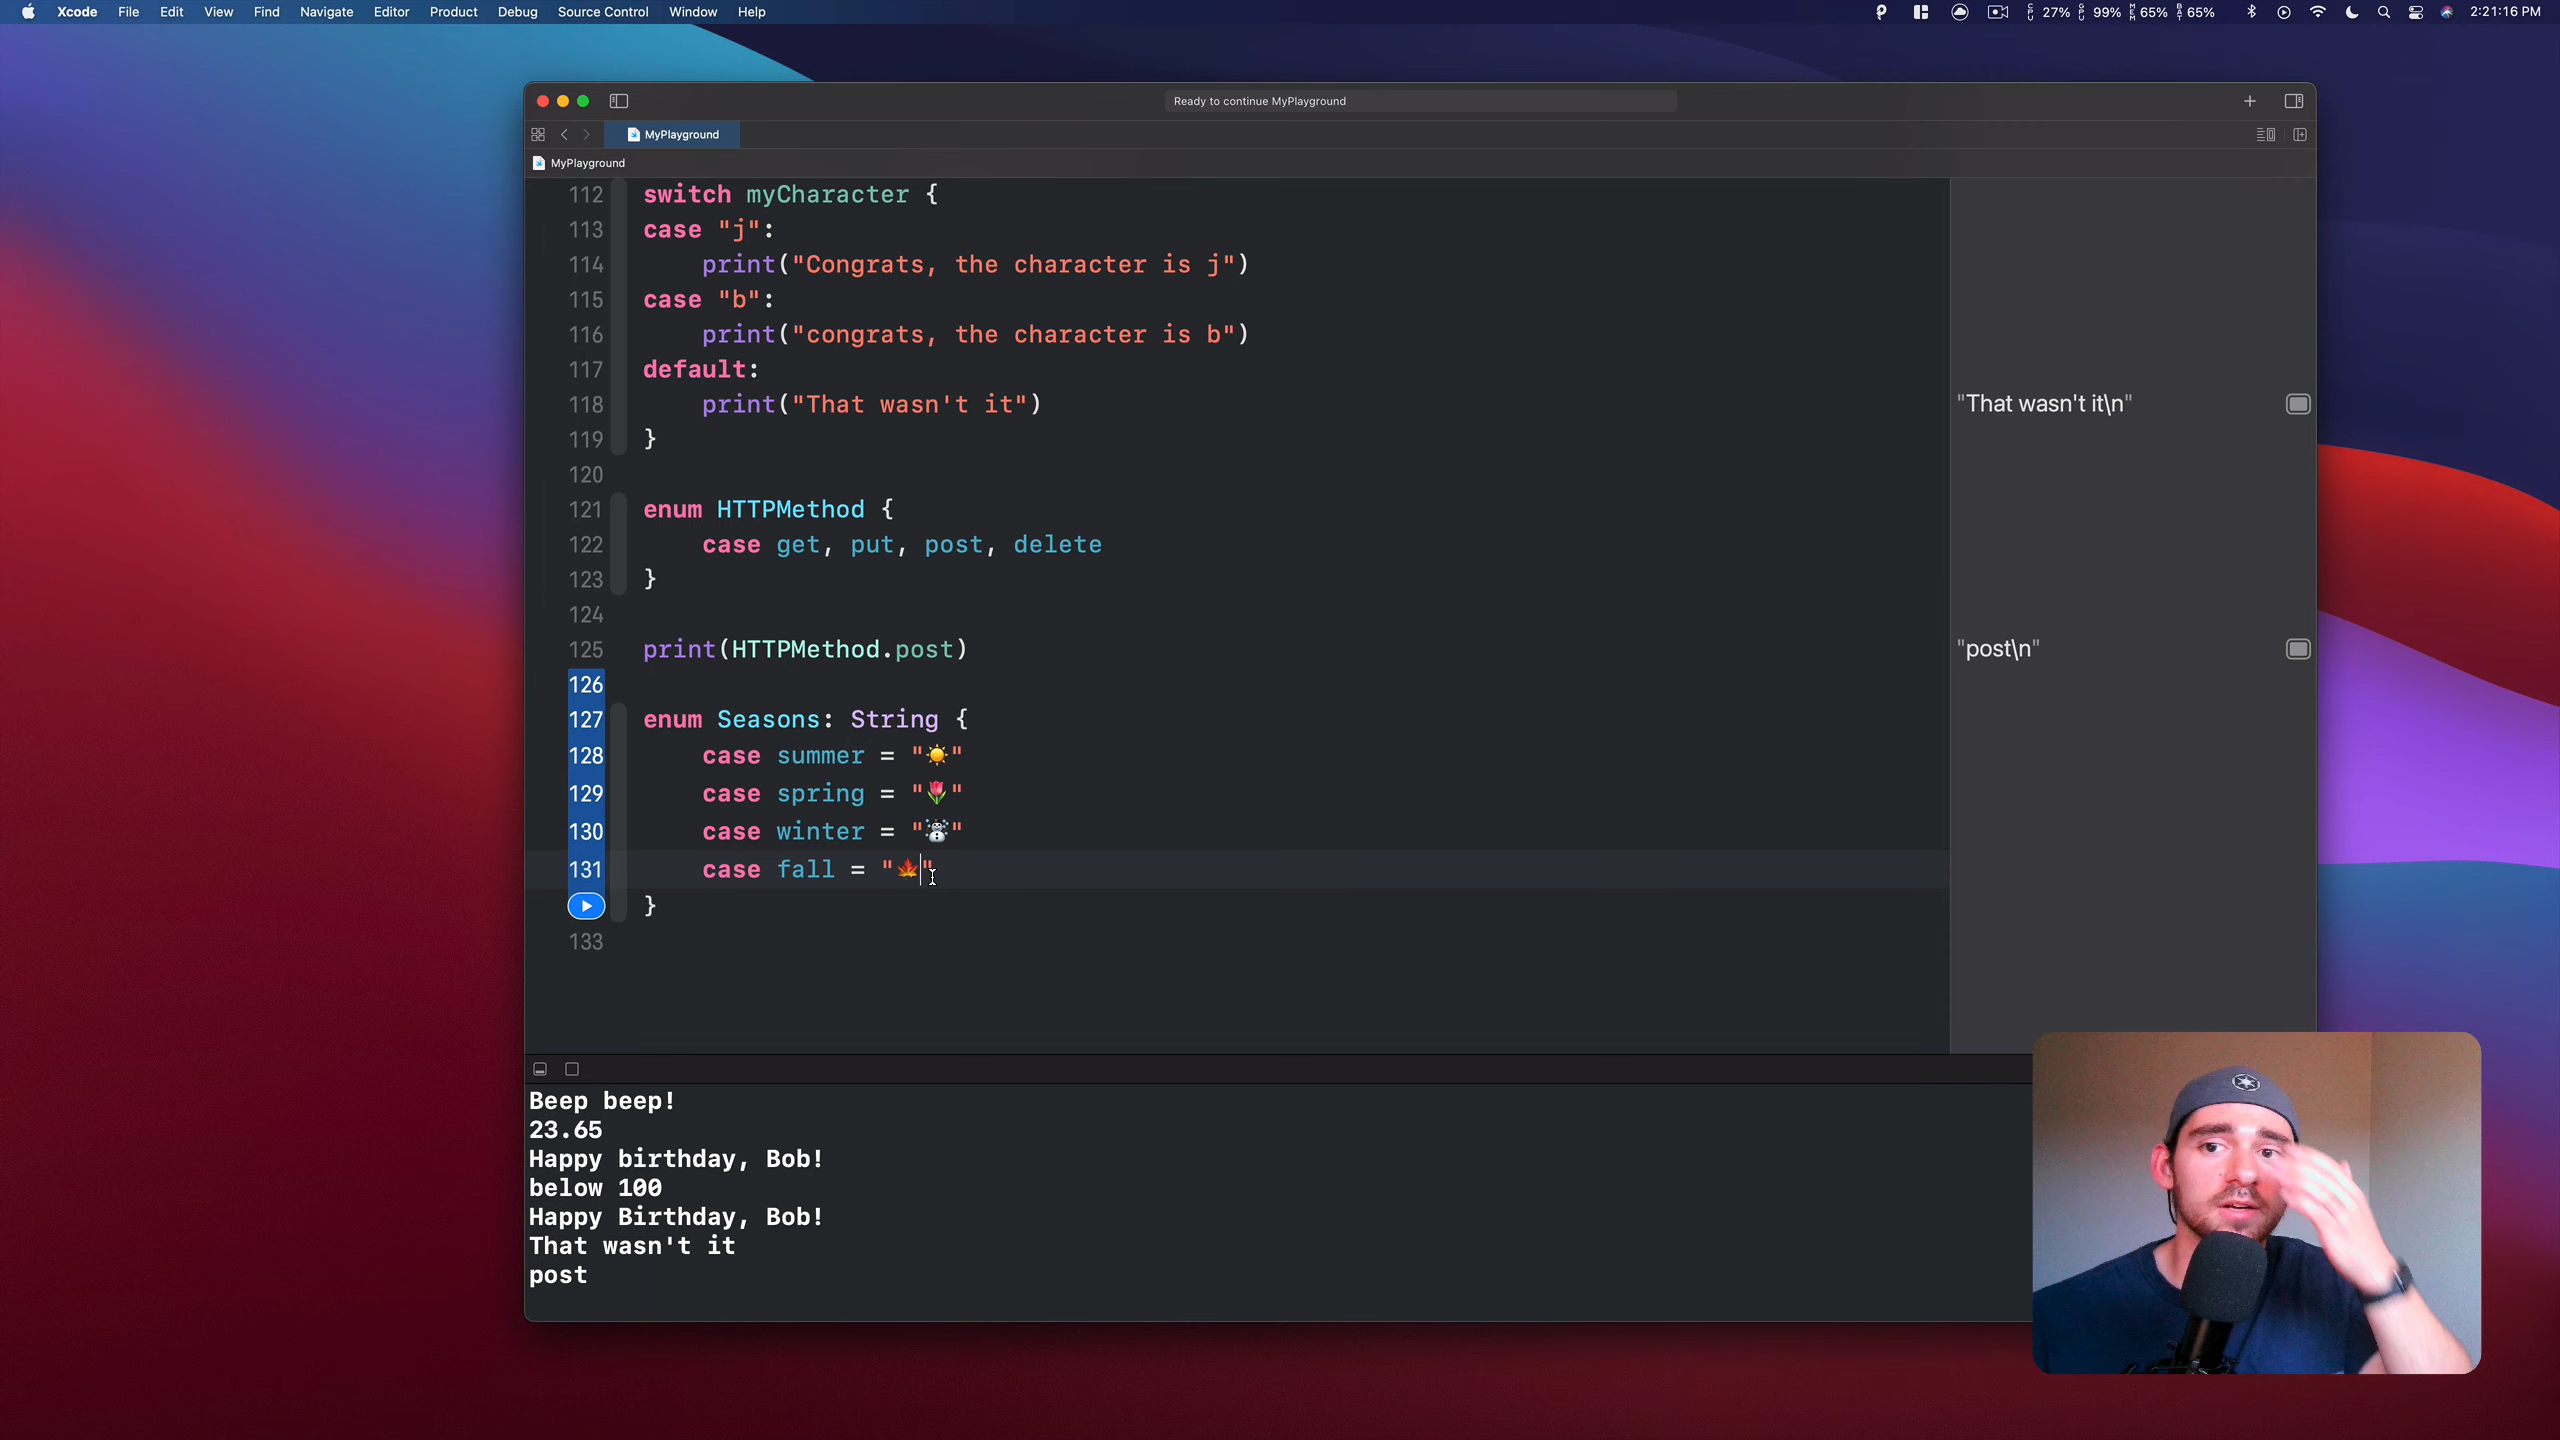 Xcode File Edit View Find Navigate Editor Product Debug Source Control Window Help
CPU 27% GPU 99% MEM 65% BAT 65% 2:21:16 PM
Ready to continue MyPlayground
MyPlayground
MyPlayground
112 switch myCharacter {
113 case "j":
114     print("Congrats, the character is j")
115 case "b":
116     print("congrats, the character is b")
117 default:
118     print("That wasn't it")
"That wasn't it\n"
119 }
120
121 enum HTTPMethod {
122     case get, put, post, delete
123 }
124
125 print(HTTPMethod.post)
"post\n"
126
127 enum Seasons: String {
128     case summer = "☀️"
129     case spring = "🌷"
130     case winter = "☃️"
131     case fall = "🍁"
}
133
Beep beep!
23.65
Happy birthday, Bob!
below 100
Happy Birthday, Bob!
That wasn't it
post